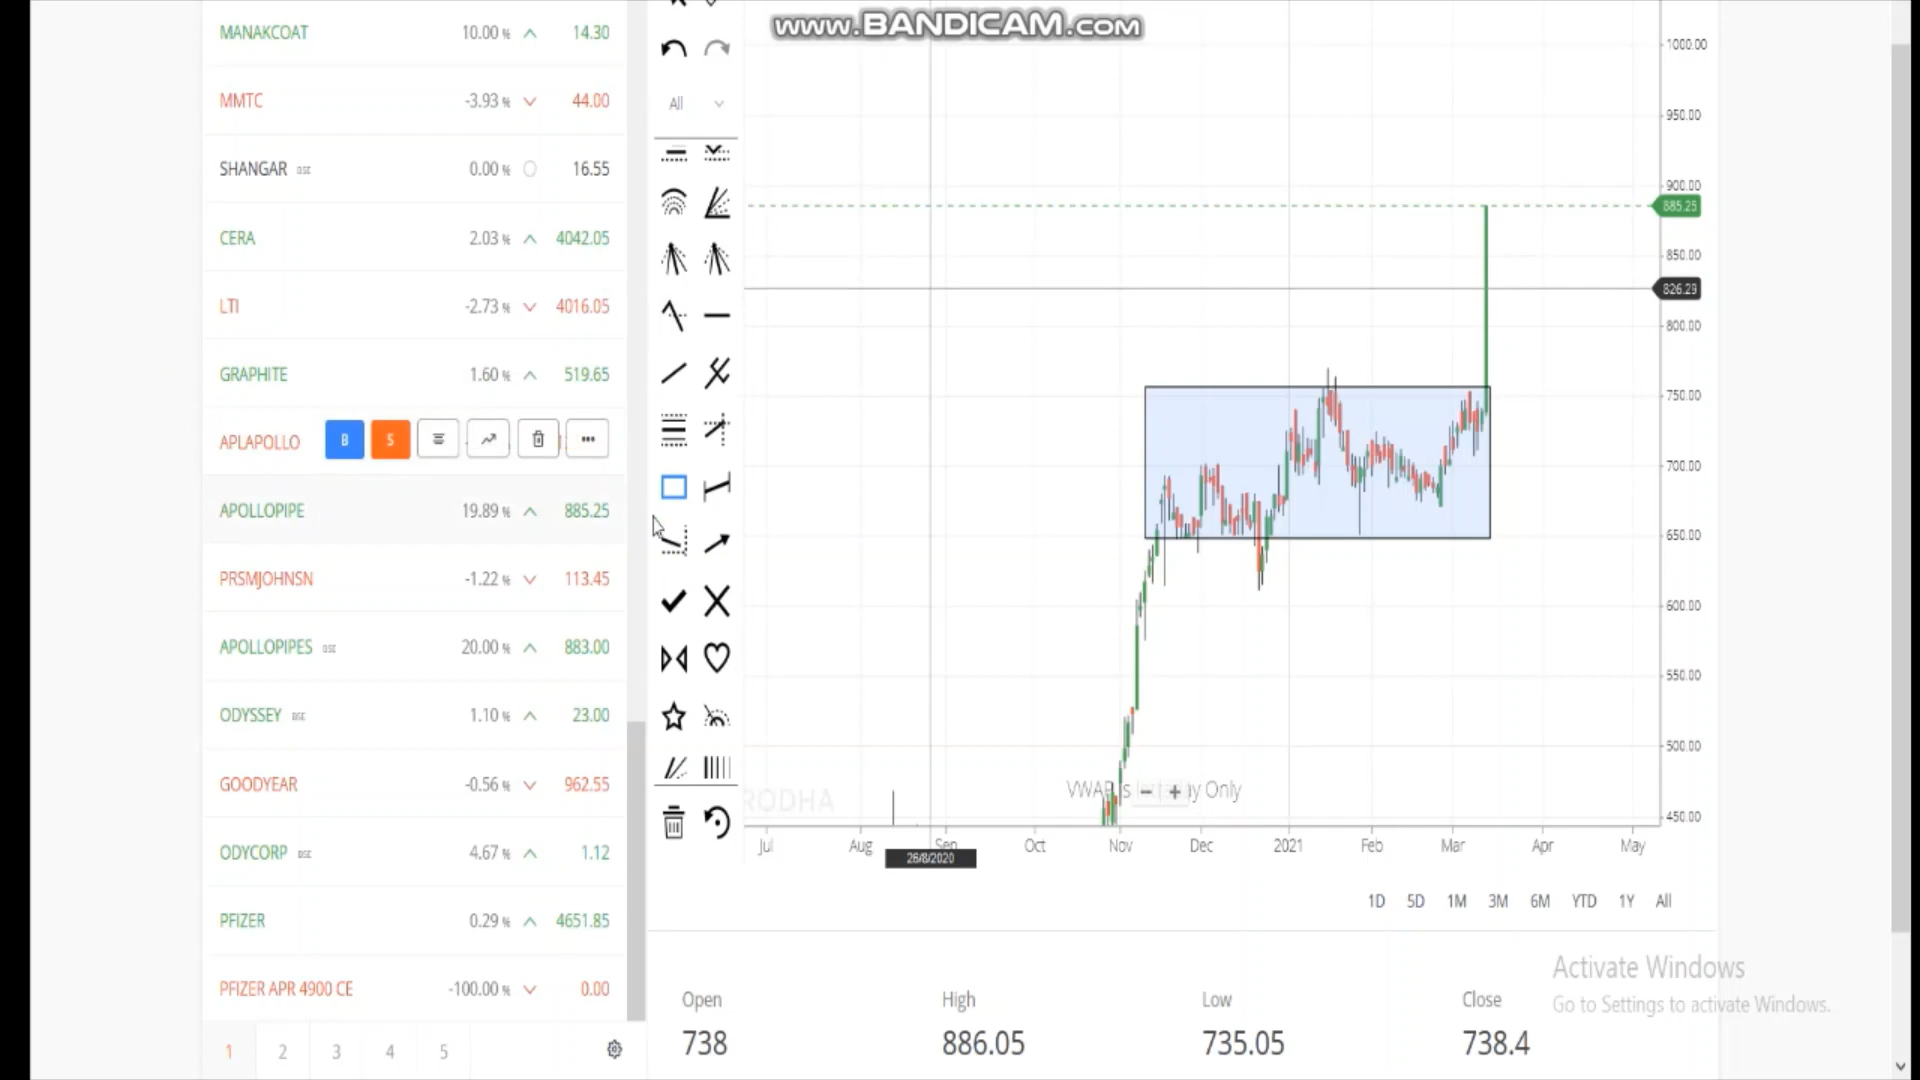 www.BANDICAM.com
MANAKCOAT 10.00 % 14.30
MMTC -3.93 % 44.00
SHANGAR BSE 0.00 % 16.55
CERA 2.03 % 4042.05
LTI -2.73 % 4016.05
GRAPHITE 1.60 % 519.65
APLAPOLLO B S
APOLLOPIPE 19.89 % 885.25
PRSMJOHNSN -1.22 % 113.45
APOLLOPIPES BSE 20.00 % 883.00
ODYSSEY BSE 1.10 % 23.00
GOODYEAR -0.56 % 962.55
ODYCORP BSE 4.67 % 1.12
PFIZER 0.29 % 4651.85
PFIZER APR 4900 CE -100.00 % 0.00
1 2 3 4 5
All
1000.00
950.00
900.00
885.25
850.00
826.29
800.00
750.00
700.00
650.00
600.00
550.00
500.00
450.00
VWAP is ay Only
RODHA
Jul Aug Sep Oct Nov Dec 2021 Feb Mar Apr May
26/8/2020
1D 5D 1M 3M 6M YTD 1Y All
Open High Low Close
738 886.05 735.05 738.4
Activate Windows
Go to Settings to activate Windows.